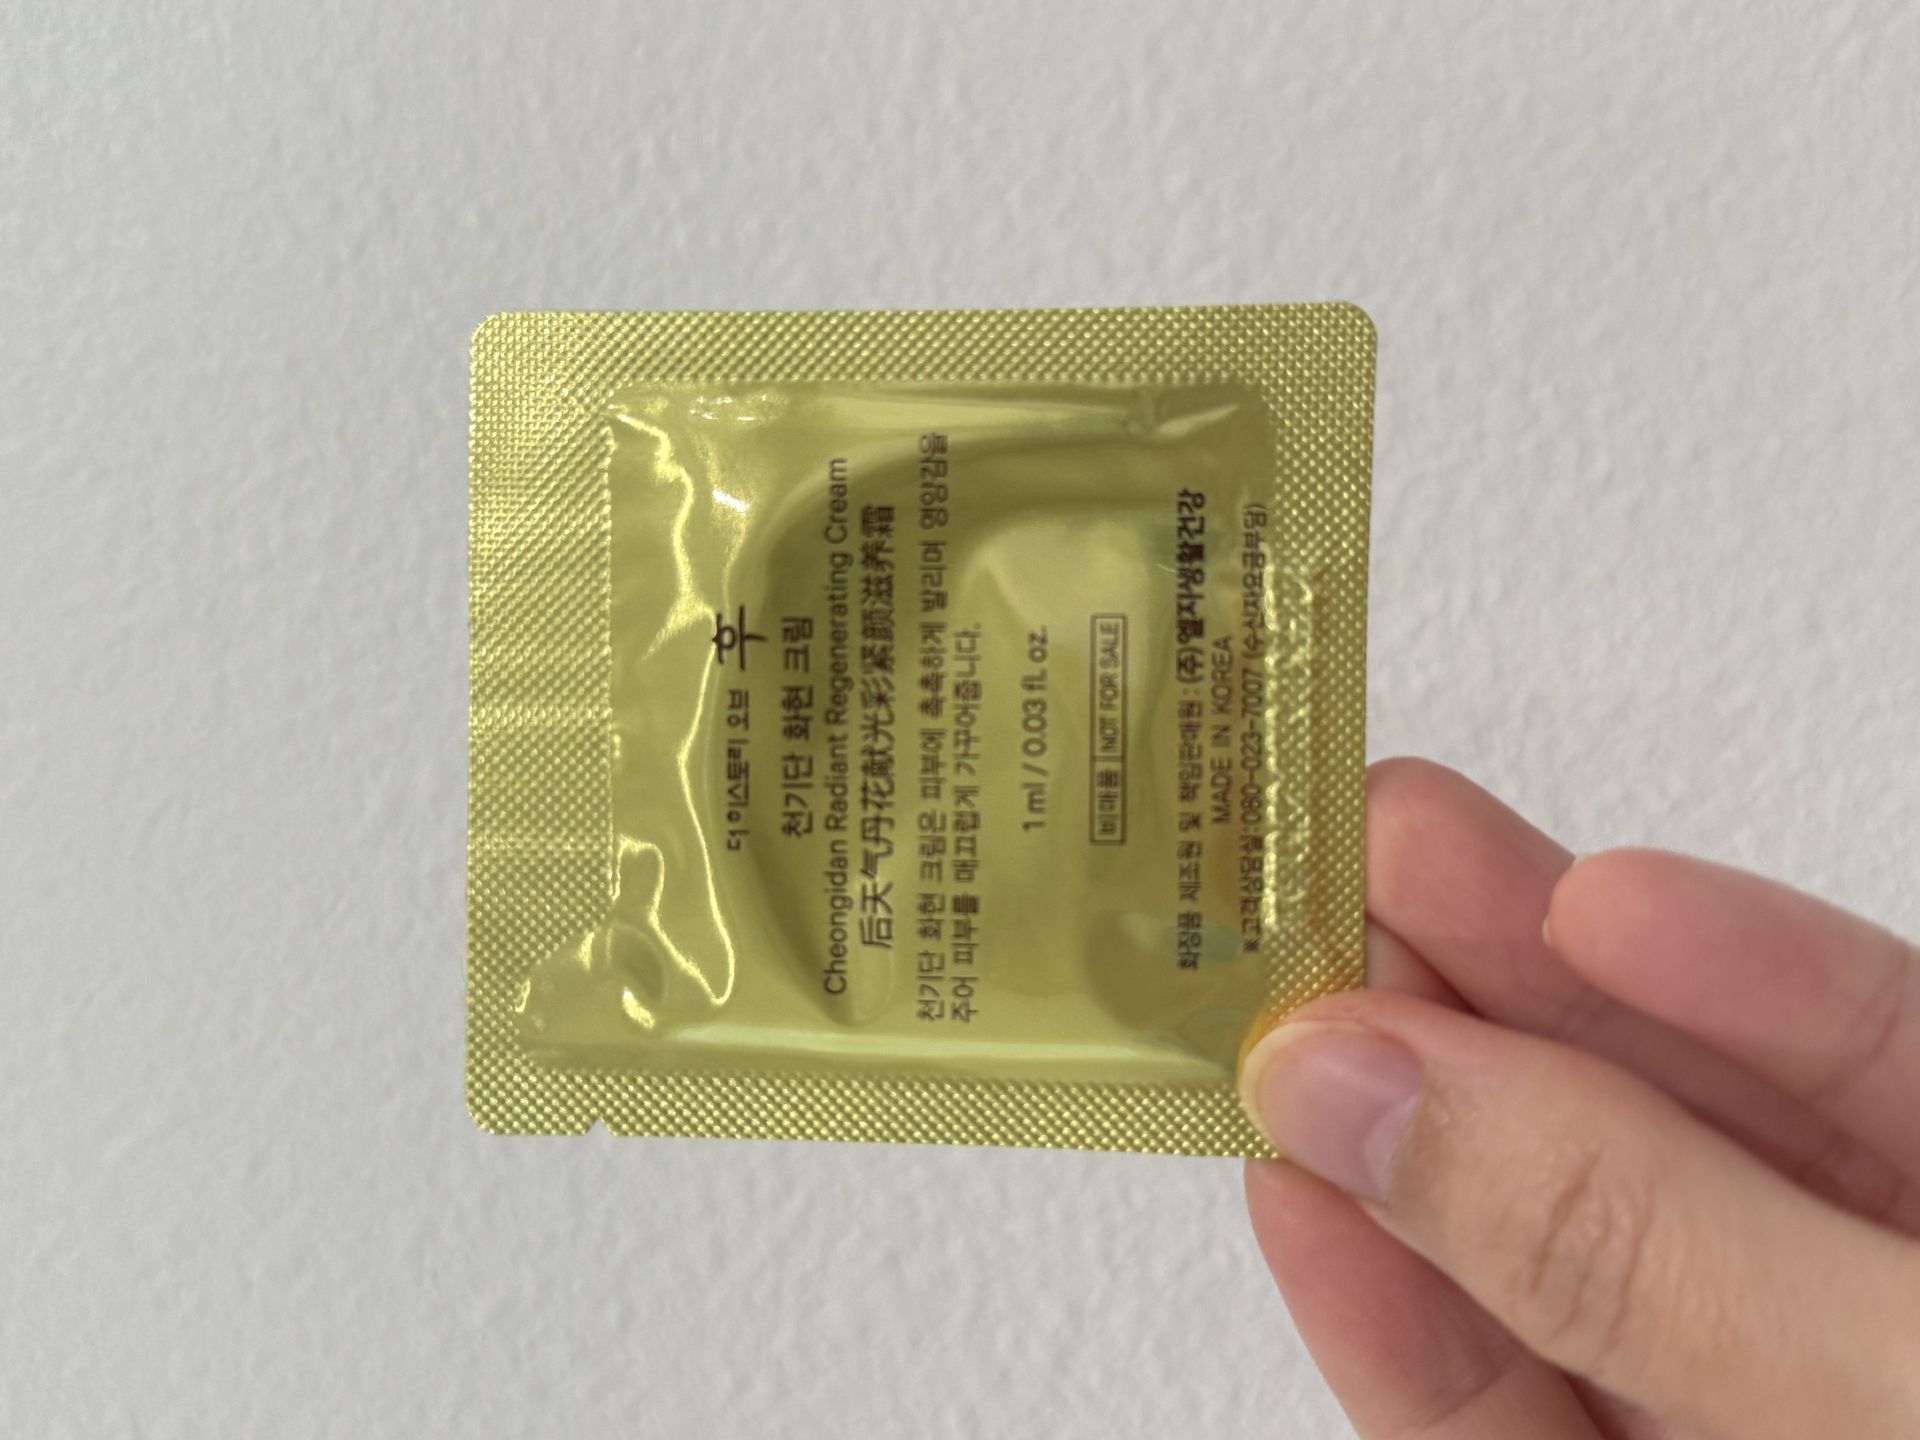 더 히스토리 오브 후
천기단 화현 크림
Cheongidan Radiant Regenerating Cream
后天气丹花献光彩紧颜滋养霜
천기단 화현 크림은 피부에 촉촉하게 발리며 영양감을
주어 피부를 매끄럽게 가꾸어줍니다.
1 ml / 0.03 fl. oz.
비매품 NOT FOR SALE
화장품 제조원 및 책임판매원 : (주)엘지생활건강
MADE IN KOREA
※고객상담실:080-023-7007 (수신자요금부담)